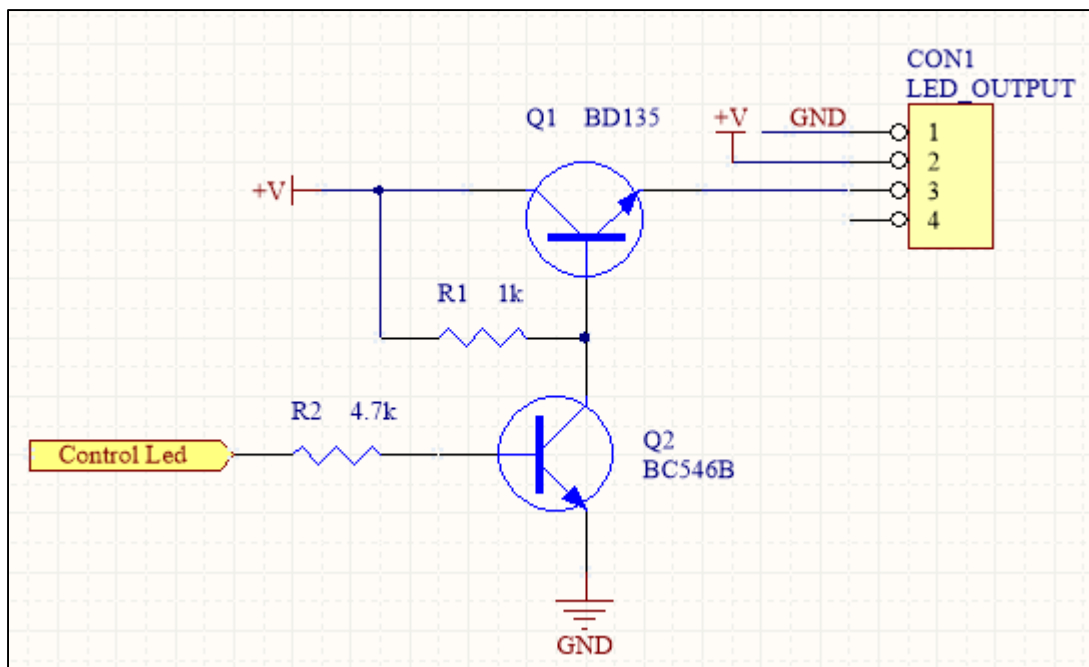 CON1
LED_OUTPUT
Q1 BD135
+V GND
1
2
+V
3
4
R1 1k
R2 4.7k
Control Led
Q2
BC546B
GND